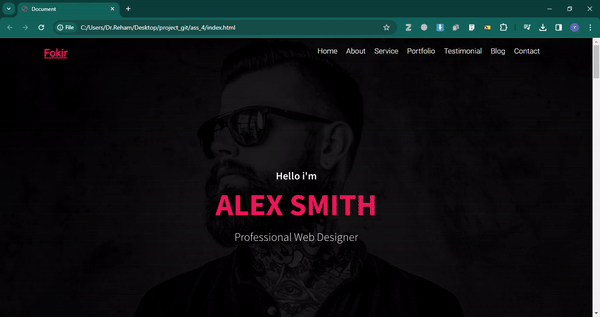 Document
File C:/Users/Dr.Reham/Desktop/project_git/ass_4/index.html
Fokir
Home About Service Portfolio Testimonial Blog Contact
Hello i'm
ALEX SMITH
Professional Web Designer